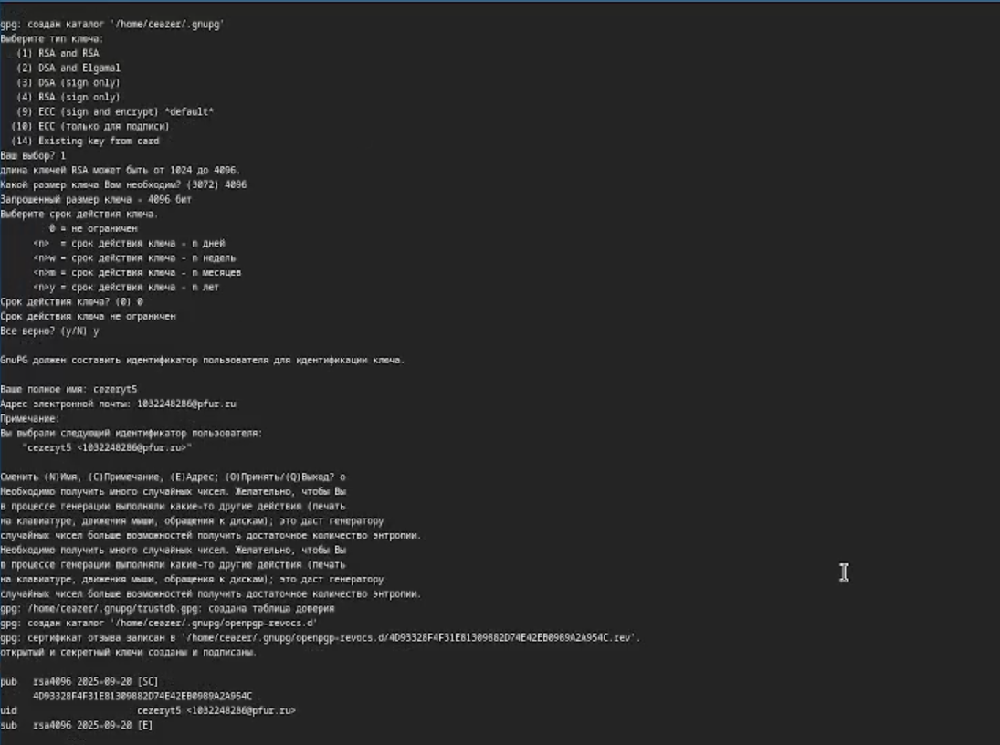 gpg: создан каталог '/home/ceazer/.gnupg'
Выберите тип ключа:
(1) RSA and RSA
(2) DSA and Elgamal
(3) DSA (sign only)
(4) RSA (sign only)
(9) ECC (sign and encrypt) *default*
(10) ECC (только для подписи)
(14) Existing key from card
Ваш выбор? 1
длина ключей RSA может быть от 1024 до 4096.
Какой размер ключа Вам необходим? (3072) 4096
Запрошенный размер ключа - 4096 бит
Выберите срок действия ключа.
0 = не ограничен
<n> = срок действия ключа - n дней
<n>w = срок действия ключа - n недель
<n>m = срок действия ключа - n месяцев
<n>y = срок действия ключа - n лет
Срок действия ключа? (0) 0
Срок действия ключа не ограничен
Все верно? (y/N) y
GnuPG должен составить идентификатор пользователя для идентификации ключа.
Ваше полное имя: cezeryt5
Адрес электронной почты: 1032248286@pfur.ru
Примечание:
Вы выбрали следующий идентификатор пользователя:
"cezeryt5 <1032248286@pfur.ru>"
Сменить (N)Имя, (C)Примечание, (E)Адрес; (O)Принять/(Q)Выход? o
Необходимо получить много случайных чисел. Желательно, чтобы Вы
в процессе генерации выполняли какие-то другие действия (печать
на клавиатуре, движения мыши, обращения к дискам); это даст генератору
случайных чисел больше возможностей получить достаточное количество энтропии.
Необходимо получить много случайных чисел. Желательно, чтобы Вы
в процессе генерации выполняли какие-то другие действия (печать
на клавиатуре, движения мыши, обращения к дискам); это даст генератору
случайных чисел больше возможностей получить достаточное количество энтропии.
gpg: /home/ceazer/.gnupg/trustdb.gpg: создана таблица доверия
gpg: создан каталог '/home/ceazer/.gnupg/openpgp-revocs.d'
gpg: сертификат отзыва записан в '/home/ceazer/.gnupg/openpgp-revocs.d/4D93328F4F31E81309882D74E42EB0989A2A954C.rev'.
открытый и секретный ключи созданы и подписаны.
pub rsa4096 2025-09-20 [SC]
4D93328F4F31E81309882D74E42EB0989A2A954C
uid cezeryt5 <1032248286@pfur.ru>
sub rsa4096 2025-09-20 [E]